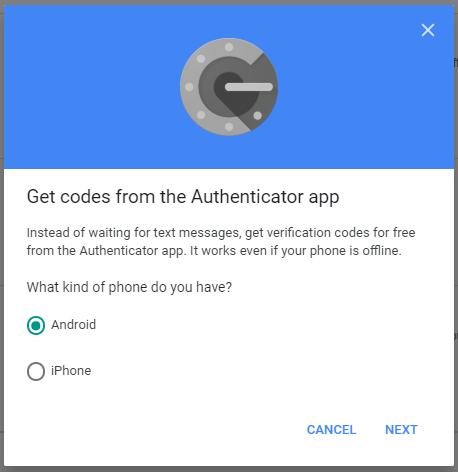 Get codes from the Authenticator app
Instead of waiting for text messages, get verification codes for free
from the Authenticator app. It works even if your phone is offline.
What kind of phone do you have?
Android
iPhone
CANCEL NEXT